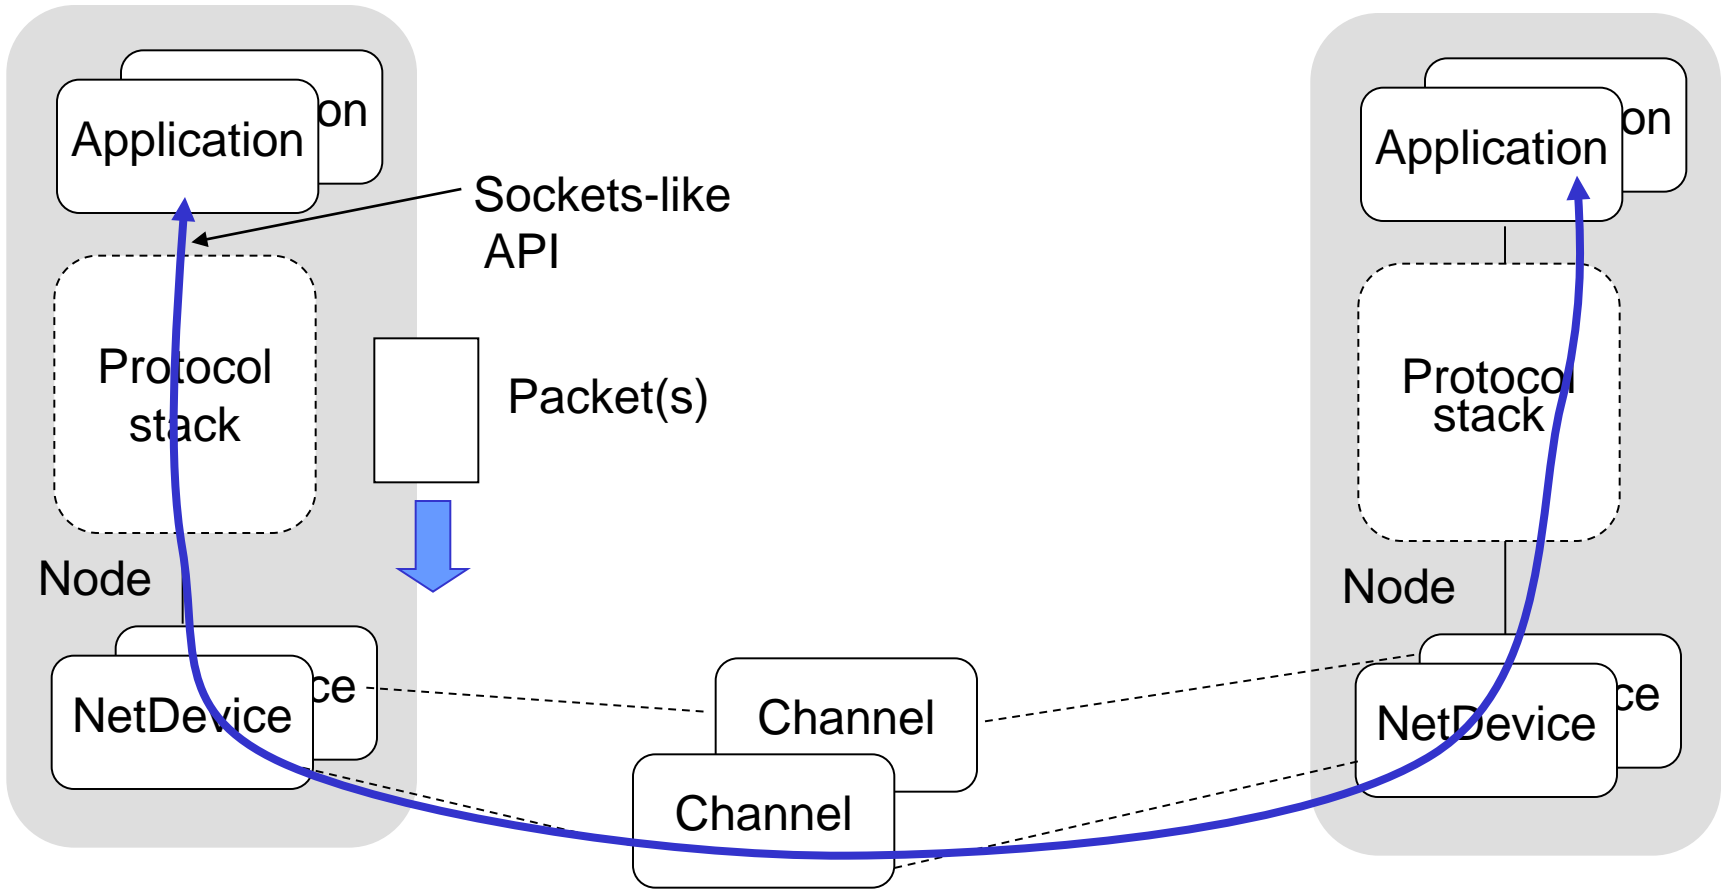 Application
on
Sockets-like
API
Protocol
stack
Packet(s)
Node
NetDevice
ce
Channel
Channel
Application
on
Protocol
stack
Node
NetDevice
ce